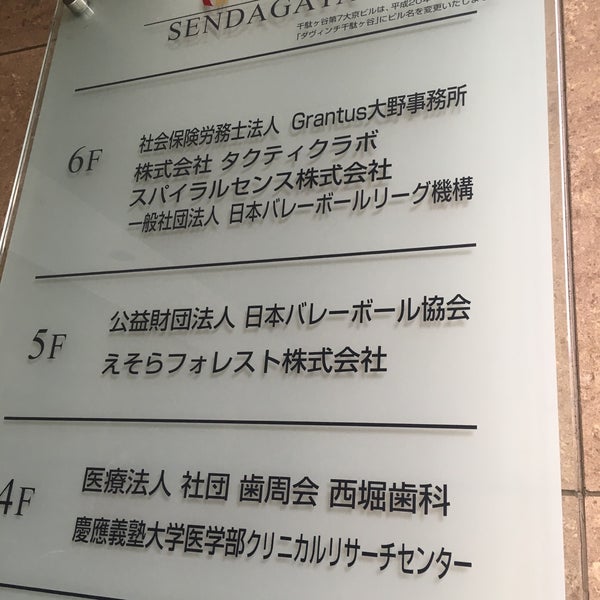 SENDAGAYA
千駄ヶ谷第7大京ビルは、平成26年
「ダヴィンチ千駄ヶ谷」にビル名を変更いたしま
6F
社会保険労務士法人 Grantus大野事務所
株式会社 タクティクラボ
スパイラルセンス株式会社
一般社団法人 日本バレーボールリーグ機構
5F
公益財団法人 日本バレーボール協会
えそらフォレスト株式会社
4F
医療法人 社団 歯周会 西堀歯科
慶應義塾大学医学部クリニカルリサーチセンター